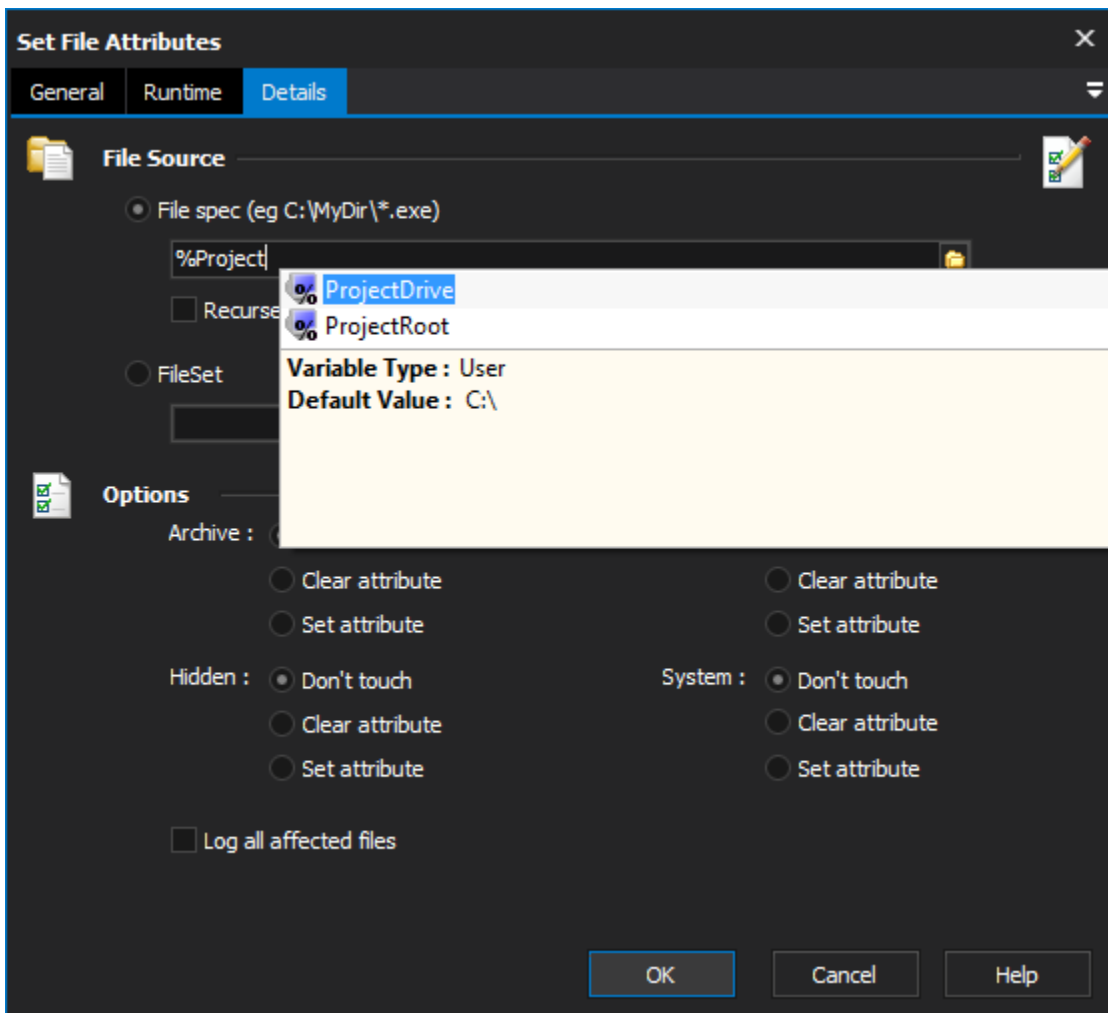 Set File Attributes
General Runtime Details
File Source
File spec (eg C:\MyDir\*.exe)
%Project
ProjectDrive
Recurse
ProjectRoot
Variable Type : User
FileSet
Default Value : C:\
Options
Archive :
Clear attribute Clear attribute
Set attribute Set attribute
Hidden : Don't touch System : Don't touch
Clear attribute Clear attribute
Set attribute Set attribute
Log all affected files
OK Cancel Help